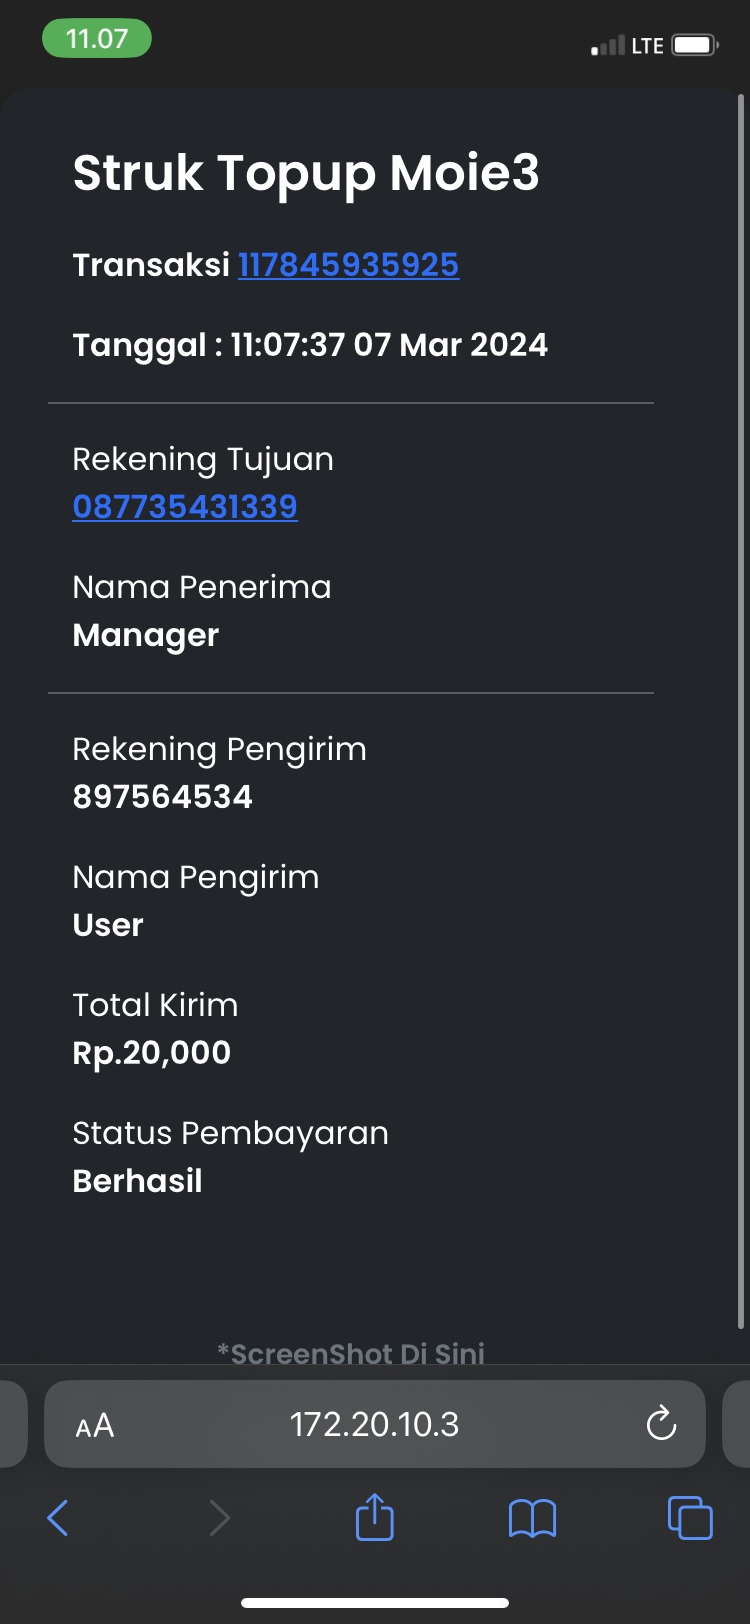 11.07
LTE
Struk Topup Moie3
Transaksi 117845935925
Tanggal : 11:07:37 07 Mar 2024
Rekening Tujuan
087735431339
Nama Penerima
Manager
Rekening Pengirim
897564534
Nama Pengirim
User
Total Kirim
Rp.20,000
Status Pembayaran
Berhasil
*ScreenShot Di Sini
AA 172.20.10.3